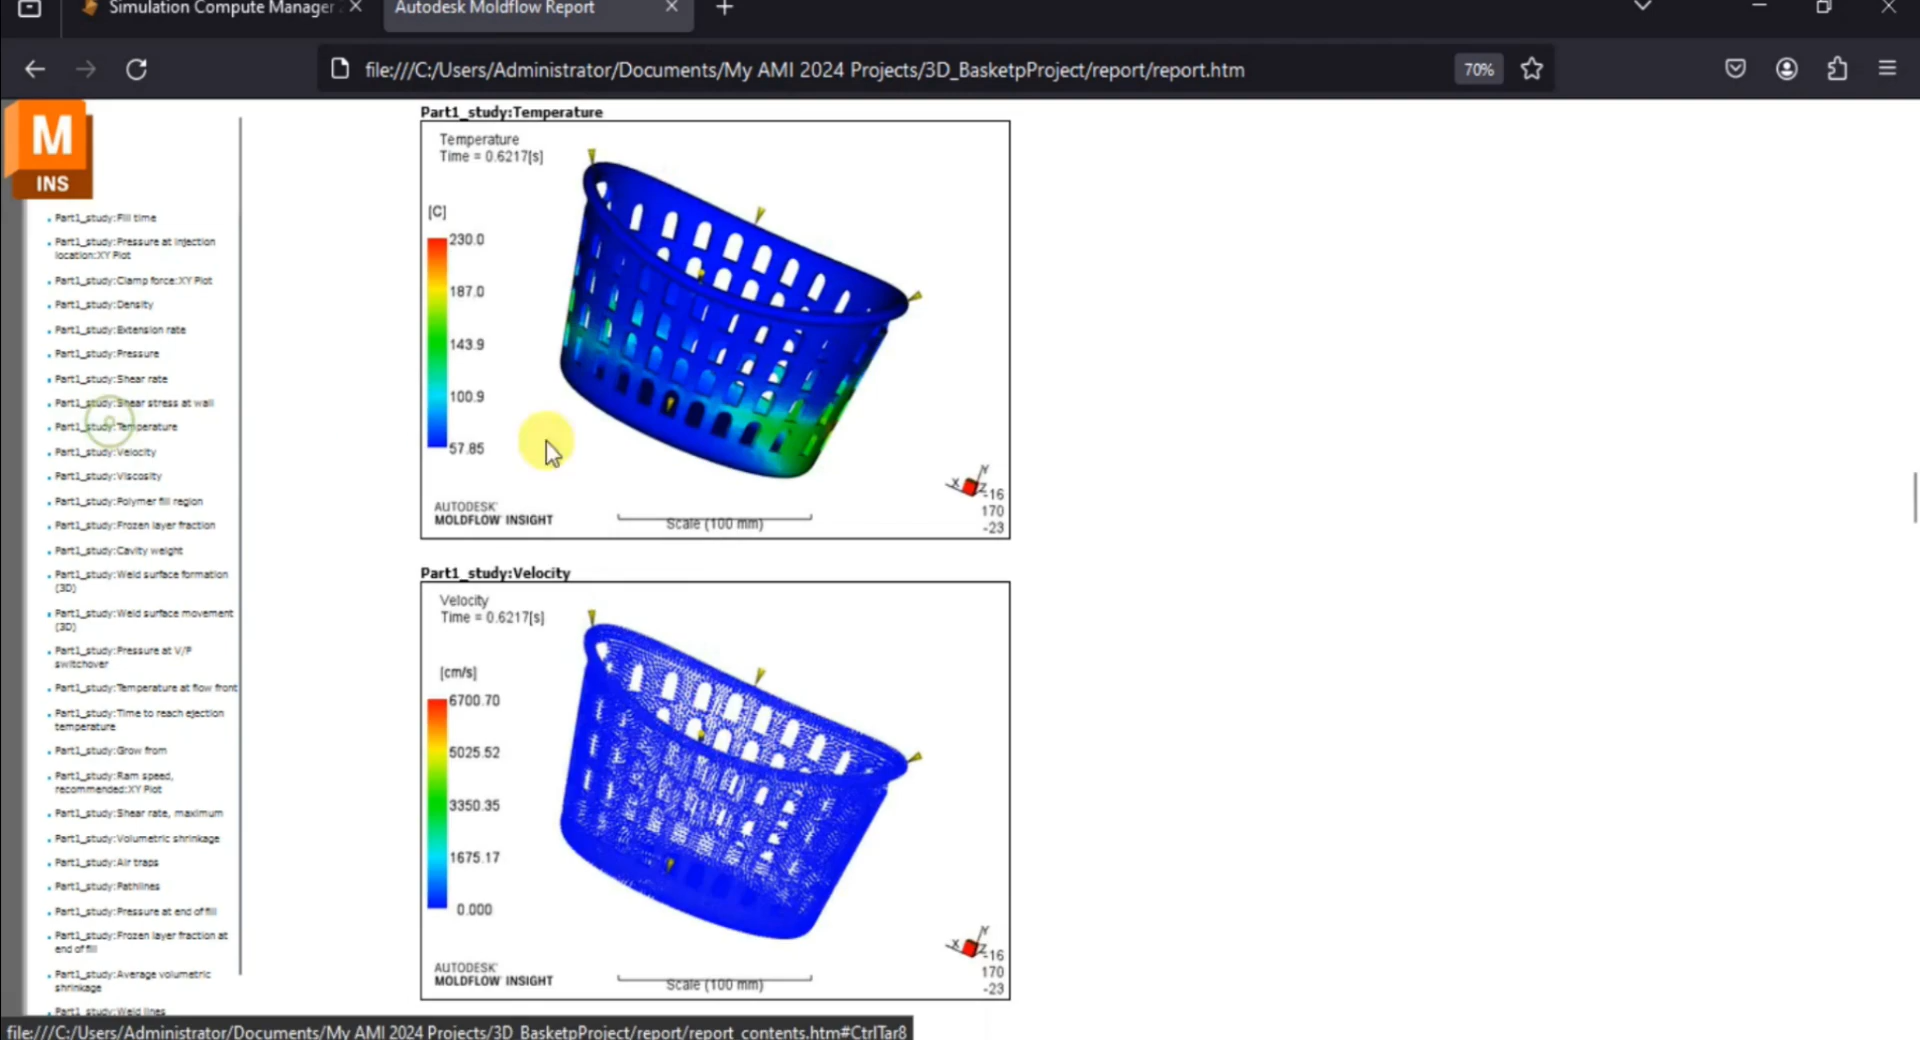 Simulation Compute Manager
Autodesk Moldflow Report
file:///C:/Users/Administrator/Documents/My AMI 2024 Projects/3D_BasketpProject/report/report.htm
70%
M
INS
Part1_study:Fill time
Part1_study:Pressure at injection
location:XY Plot
Part1_study:Clamp force:XY Plot
Part1_study:Density
Part1_study:Extension rate
Part1_study:Pressure
Part1_study:Shear rate
Part1_study:Shear stress at wall
Part1_study:Temperature
Part1_study:Velocity
Part1_study:Viscosity
Part1_study:Polymer fill region
Part1_study:Frozen layer fraction
Part1_study:Cavity weight
Part1_study:Weld surface formation
(3D)
Part1_study:Weld surface movement
(3D)
Part1_study:Pressure at V/P
switchover
Part1_study:Temperature at flow front
Part1_study:Time to reach ejection
temperature
Part1_study:Grow from
Part1_study:Ram speed,
recommended:XY Plot
Part1_study:Shear rate, maximum
Part1_study:Volumetric shrinkage
Part1_study:Air traps
Part1_study:Pathlines
Part1_study:Pressure at end of fill
Part1_study:Frozen layer fraction at
end of fill
Part1_study:Average volumetric
shrinkage
Part1_study:Weld lines
Part1_study:Temperature
Temperature
Time = 0.6217[s]
[C]
230.0
187.0
143.9
100.9
57.85
AUTODESK
MOLDFLOW INSIGHT
Scale (100 mm)
Y
X
Z
-16
170
-23
Part1_study:Velocity
Velocity
Time = 0.6217[s]
[cm/s]
6700.70
5025.52
3350.35
1675.17
0.000
AUTODESK
MOLDFLOW INSIGHT
Scale (100 mm)
Y
X
Z
-16
170
-23
file:///C:/Users/Administrator/Documents/My AMI 2024 Projects/3D_BasketpProject/report/report_contents.htm#CtrlTar8